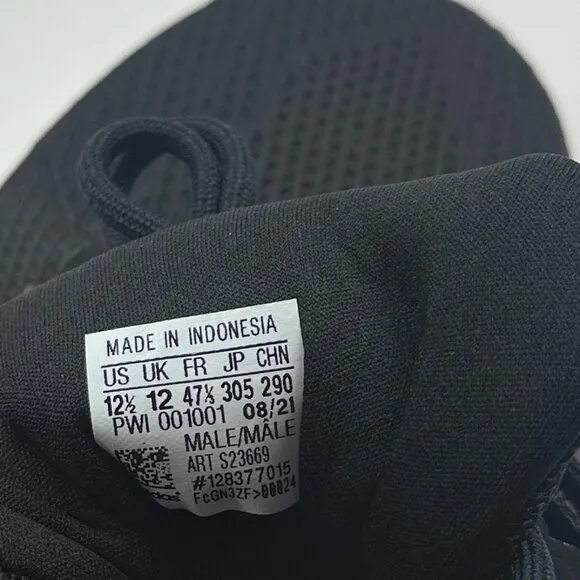 MADE IN INDONESIA
US UK FR JP CHN
12½ 12 47⅓ 305 290
PWI 001001 08/21
MALE/MÂLE
ART S23669
#128377015
FcGN3ZF>00024